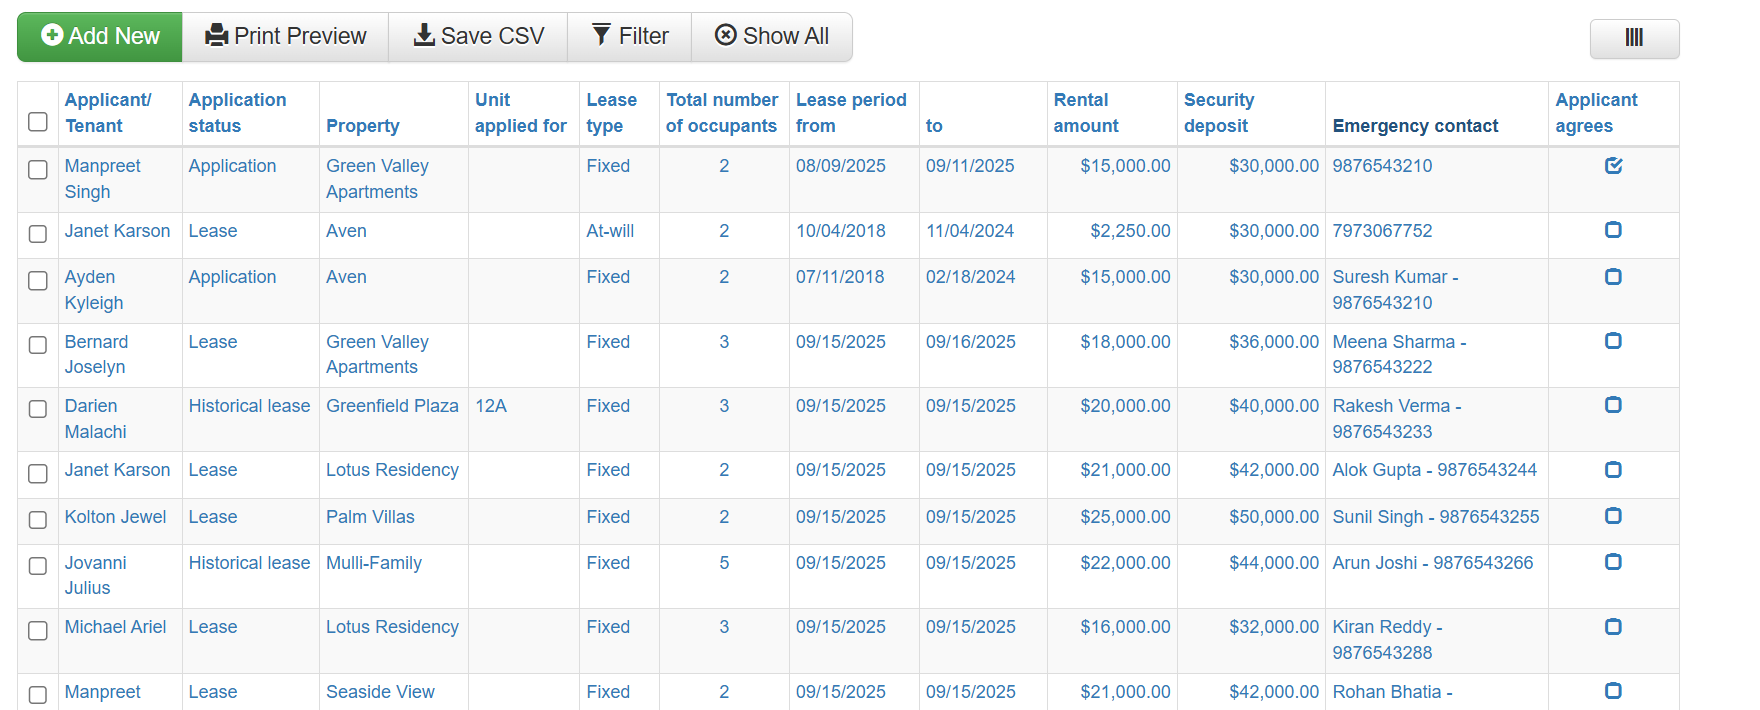 Add New Print Preview Save CSV Filter Show All
Applicant/ Tenant Application status Property Unit applied for Lease type Total number of occupants Lease period from to Rental amount Security deposit Emergency contact Applicant agrees
Manpreet Singh Application Green Valley Apartments Fixed 2 08/09/2025 09/11/2025 $15,000.00 $30,000.00 9876543210
Janet Karson Lease Aven At-will 2 10/04/2018 11/04/2024 $2,250.00 $30,000.00 7973067752
Ayden Kyleigh Application Aven Fixed 2 07/11/2018 02/18/2024 $15,000.00 $30,000.00 Suresh Kumar - 9876543210
Bernard Joselyn Lease Green Valley Apartments Fixed 3 09/15/2025 09/16/2025 $18,000.00 $36,000.00 Meena Sharma - 9876543222
Darien Malachi Historical lease Greenfield Plaza 12A Fixed 3 09/15/2025 09/15/2025 $20,000.00 $40,000.00 Rakesh Verma - 9876543233
Janet Karson Lease Lotus Residency Fixed 2 09/15/2025 09/15/2025 $21,000.00 $42,000.00 Alok Gupta - 9876543244
Kolton Jewel Lease Palm Villas Fixed 2 09/15/2025 09/15/2025 $25,000.00 $50,000.00 Sunil Singh - 9876543255
Jovanni Julius Historical lease Mulli-Family Fixed 5 09/15/2025 09/15/2025 $22,000.00 $44,000.00 Arun Joshi - 9876543266
Michael Ariel Lease Lotus Residency Fixed 3 09/15/2025 09/15/2025 $16,000.00 $32,000.00 Kiran Reddy - 9876543288
Manpreet Lease Seaside View Fixed 2 09/15/2025 09/15/2025 $21,000.00 $42,000.00 Rohan Bhatia -